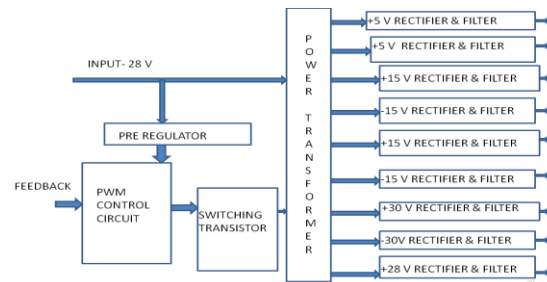 INPUT- 28 V
PRE REGULATOR
FEEDBACK
PWM
CONTROL
CIRCUIT
SWITCHING
TRANSISTOR
P
O
W
E
R
T
R
A
N
S
F
O
R
M
E
R
+5 V RECTIFIER & FILTER
+5 V RECTIFIER & FILTER
+15 V RECTIFIER & FILTER
-15 V RECTIFIER & FILTER
+15 V RECTIFIER & FILTER
-15 V RECTIFIER & FILTER
+30 V RECTIFIER & FILTER
-30V RECTIFIER & FILTER
+28 V RECTIFIER & FILTER